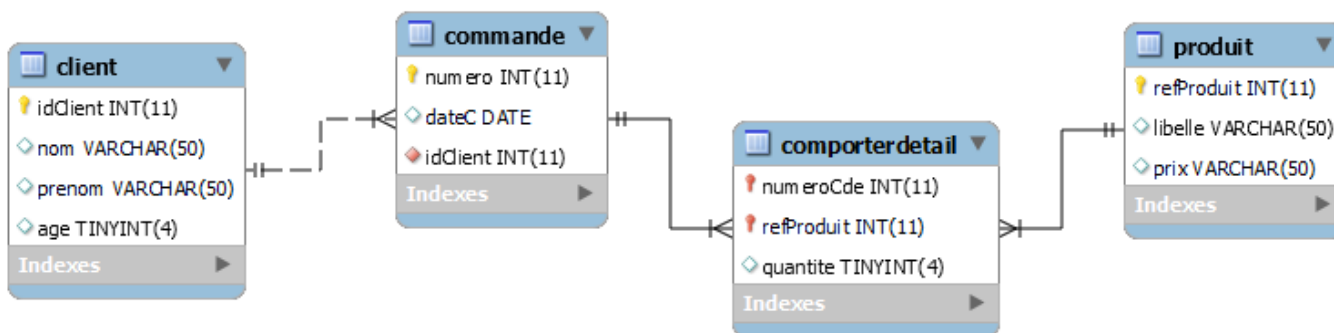 client
idClient INT(11)
nom VARCHAR(50)
prenom VARCHAR(50)
age TINYINT(4)
Indexes
commande
numero INT(11)
dateC DATE
idClient INT(11)
Indexes
comporterdetail
numeroCde INT(11)
refProduit INT(11)
quantite TINYINT(4)
Indexes
produit
refProduit INT(11)
libelle VARCHAR(50)
prix VARCHAR(50)
Indexes